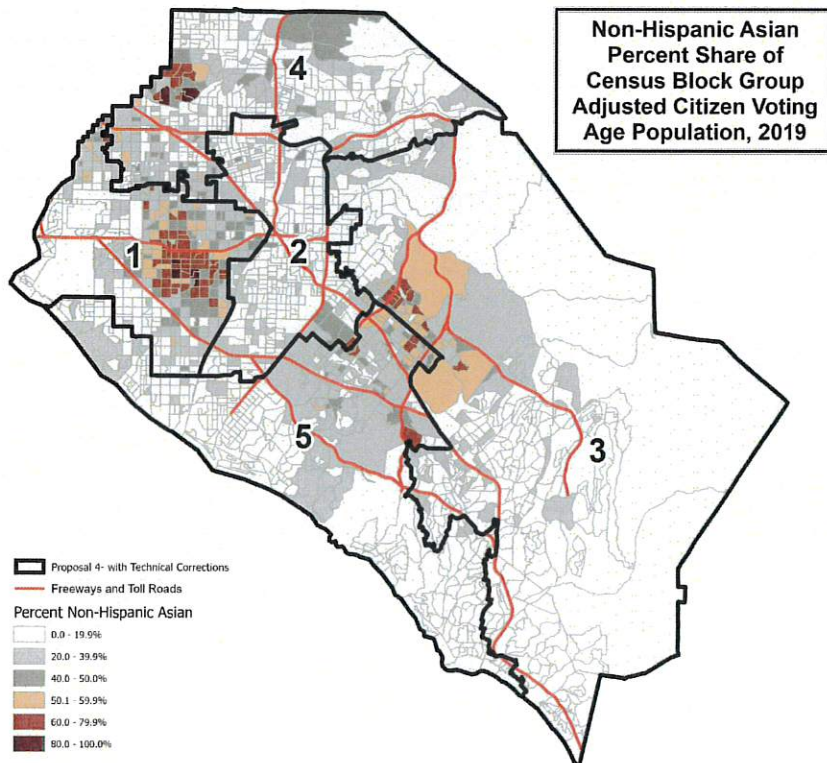 Non-Hispanic Asian
Percent Share of
Census Block Group
Adjusted Citizen Voting
Age Population, 2019
4
1
2
5
3
Proposal 4- with Technical Corrections
Freeways and Toll Roads
Percent Non-Hispanic Asian
0.0 - 19.9%
20.0 - 39.9%
40.0 - 50.0%
50.1 - 59.9%
60.0 - 79.9%
80.0 - 100.0%